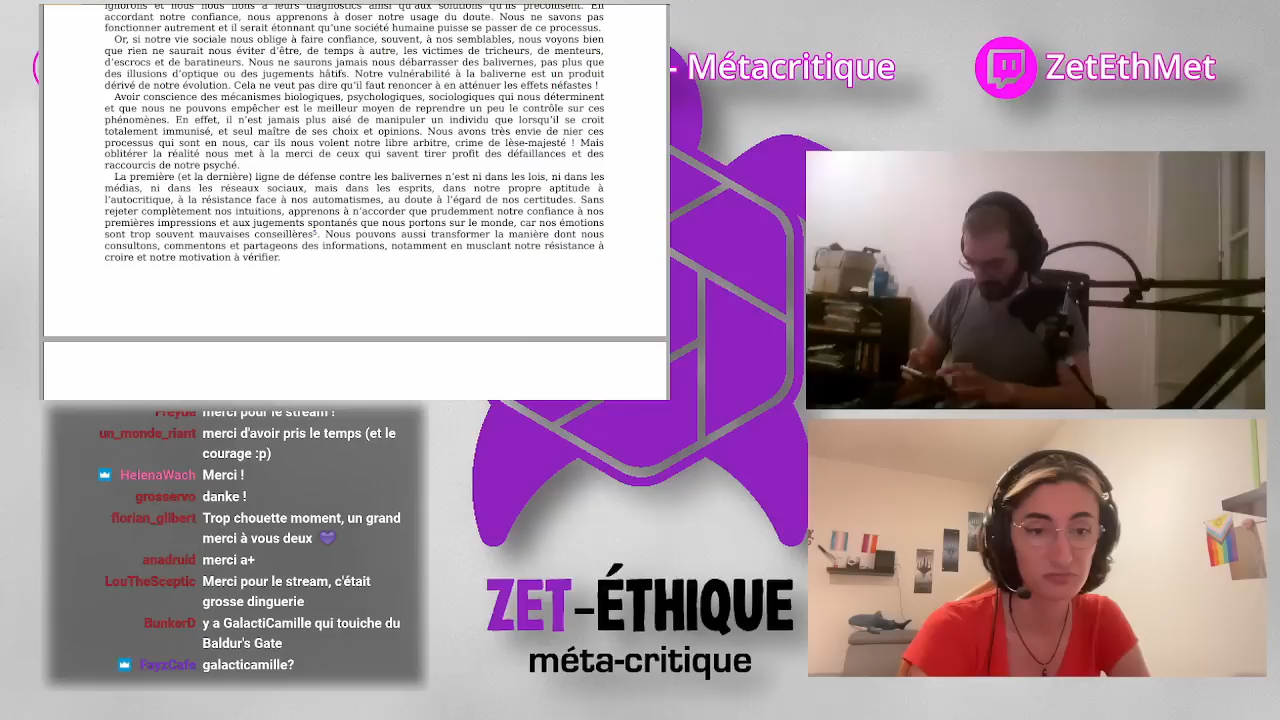 ignorons et nous nous fions à leurs diagnostics ainsi qu'aux solutions qu'ils préconisent. En
accordant notre confiance, nous apprenons à doser notre usage du doute. Nous ne savons pas
fonctionner autrement et il serait étonnant qu'une société humaine puisse se passer de ce processus.
Or, si notre vie sociale nous oblige à faire confiance, souvent, à nos semblables, nous voyons bien
que rien ne saurait nous éviter d'être, de temps à autre, les victimes de tricheurs, de menteurs,
d'escrocs et de baratineurs. Nous ne pourrons jamais nous débarrasser des balivernes, pas plus que
des illusions d'optique ou des jugements hâtifs. Notre vulnérabilité à la baliverne est un produit
dérivé de notre évolution. Cela ne veut pas dire qu'il faut renoncer à en atténuer les effets néfastes !
Avoir conscience des mécanismes biologiques, psychologiques, sociologiques qui nous déterminent
et que nous ne pouvons empêcher est le meilleur moyen de reprendre un peu le contrôle sur ces
phénomènes. En effet, il n'est jamais plus aisé de manipuler un individu que lorsqu'il se croit
totalement immunisé, et seul maître de ses choix et opinions. Nous avons très envie de nier ces
processus qui sont en nous, car ils nous volent notre libre arbitre, crime de lèse-majesté ! Mais
oblitérer la réalité nous met à la merci de ceux qui savent tirer profit des défaillances et des
raccourcis de notre psyché.
La première (et la dernière) ligne de défense contre les balivernes n'est ni dans les lois, ni dans les
médias, ni dans les réseaux sociaux, mais dans les esprits, dans notre propre aptitude à
l'autocritique, à la résistance face à nos automatismes, au doute à l'égard de nos certitudes. Sans
rejeter complètement nos intuitions, apprenons à n'accorder que prudemment notre confiance à nos
premières impressions et aux jugements spontanés que nous portons sur le monde, car nos émotions
sont trop souvent mauvaises conseillères⁵. Nous pouvons aussi transformer la manière dont nous
consultons, commentons et partageons des informations, notamment en musclant notre résistance à
croire et notre motivation à vérifier.
- Métacritique
ZetEthMet
Freyde merci pour le stream !
un_monde_riant merci d'avoir pris le temps (et le
courage :p)
HelenaWach Merci !
grosservo danke !
florian_gilbert Trop chouette moment, un grand
merci à vous deux 💜
anadruid merci a+
LouTheSceptic Merci pour le stream, c'était
grosse dinguerie
BunkerD y a GalactiCamille qui touiche du
Baldur's Gate
FayzCafe galacticamille?
ZET-ÉTHIQUE
méta-critique